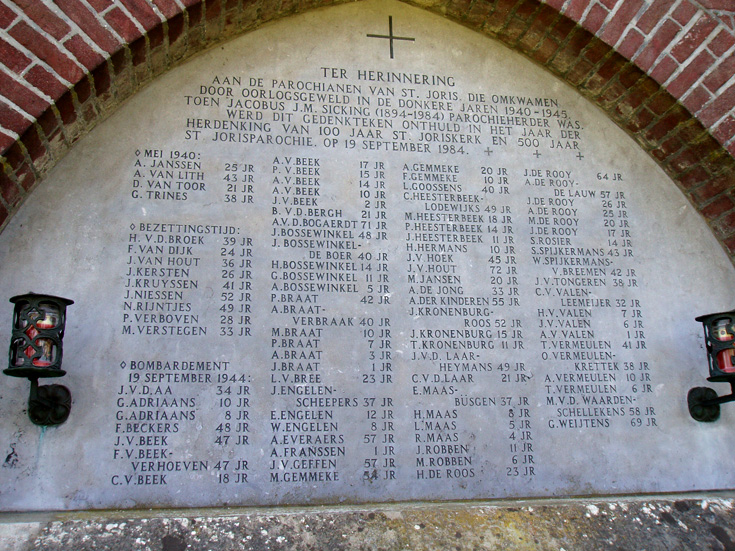 TER HERINNERING
AAN DE PAROCHIANEN VAN ST. JORIS, DIE OMKWAMEN
DOOR OORLOGSGEWELD IN DE DONKERE JAREN 1940-1945.
TOEN JACOBUS J.M. SICKING (1894-1984) PAROCHIEHERDER WAS.
WERD DIT GEDENKTEKEN ONTHULD IN HET JAAR DER
HERDENKING VAN 100 JAAR ST. JORISKERK EN 500 JAAR
ST. JORISPAROCHIE. OP 19 SEPTEMBER 1984.
◊ MEI 1940:
A. JANSSEN 25 JR
A. VAN LITH 43 JR
D. VAN TOOR 21 JR
G. TRINES 38 JR
◊ BEZETTINGSTIJD:
H. V.D. BROEK 39 JR
F. VAN DIJK 24 JR
J. VAN HOUT 36 JR
J. KERSTEN 26 JR
J. KRUYSSEN 41 JR
J. NIESSEN 52 JR
N. RIJNTJES 49 JR
P. VERBOVEN 28 JR
M. VERSTEGEN 33 JR
◊ BOMBARDEMENT
19 SEPTEMBER 1944:
J.V.D. AA 34 JR
G. ADRIAANS 10 JR
G. ADRIAANS 8 JR
F. BECKERS 48 JR
J.V. BEEK 47 JR
F.V. BEEK-
VERHOEVEN 47 JR
C.V. BEEK 18 JR
A.V. BEEK 17 JR
P.V. BEEK 15 JR
A.V. BEEK 14 JR
A.V. BEEK 10 JR
J.V. BEEK 2 JR
B.V.D. BERGH 21 JR
AV.D. BOGAERDT 71 JR
J. BOSSEWINKEL 48 JR
J. BOSSEWINKEL-
DE BOER 40 JR
H. BOSSEWINKEL 14 JR
G. BOSSEWINKEL 11 JR
A. BOSSEWINKEL 5 JR
P. BRAAT 42 JR
A. BRAAT-
VERBRAAK 40 JR
M. BRAAT 10 JR
P. BRAAT 7 JR
A. BRAAT 3 JR
J. BRAAT 1 JR
L.V. BREE 23 JR
J. ENGELEN-
SCHEEPERS 37 JR
E. ENGELEN 12 JR
W. ENGELEN 8 JR
A. EVERAERS 57 JR
A. FRANSSEN 1 JR
J.V. GEFFEN 57 JR
M. GEMMEKE 54 JR
A. GEMMEKE 20 JR
F. GEMMEKE 10 JR
L. GOOSSENS 40 JR
C. HEESTERBEEK-
LODEWIJKS 49 JR
M. HEESTERBEEK 18 JR
P. HEESTERBEEK 14 JR
J. HEESTERBEEK 11 JR
H. HERMANS 10 JR
J.V. HOEK 45 JR
J.V. HOUT 72 JR
M. JANSEN 20 JR
A. DE JONG 33 JR
A. DER KINDEREN 55 JR
J. KRONENBURG-
ROOS 52 JR
J. KRONENBURG 15 JR
T. KRONENBURG 11 JR
J.V.D. LAAR-
HEYMANS 49 JR
C.V.D. LAAR 21 JR
E. MAAS-
BUSGEN 37 JR
H. MAAS 8 JR
L. MAAS 5 JR
R. MAAS 4 JR
J. ROBBEN 11 JR
M. ROBBEN 6 JR
H. DE ROOS 23 JR
J. DE ROOY 64 JR
A. DE ROOY-
DE LAUW 57 JR
J. DE ROOY 26 JR
A. DE ROOY 25 JR
M. DE ROOY 20 JR
J. DE ROOY 17 JR
S. ROSIER 14 JR
S. SPIJKERMANS 43 JR
W. SPIJKERMANS-
V. BREEMEN 42 JR
J.V. TONGEREN 38 JR
C.V. VALEN-
LEEMEIJER 32 JR
H.V. VALEN 7 JR
J.V. VALEN 6 JR
A.V. VALEN 1 JR
T. VERMEULEN 41 JR
O. VERMEULEN-
KRETTEK 38 JR
A. VERMEULEN 18 JR
T. VERMEULEN 6 JR
M.V.D. WAARDEN-
SCHELLEKENS 58 JR
G. WEIJTENS 69 JR